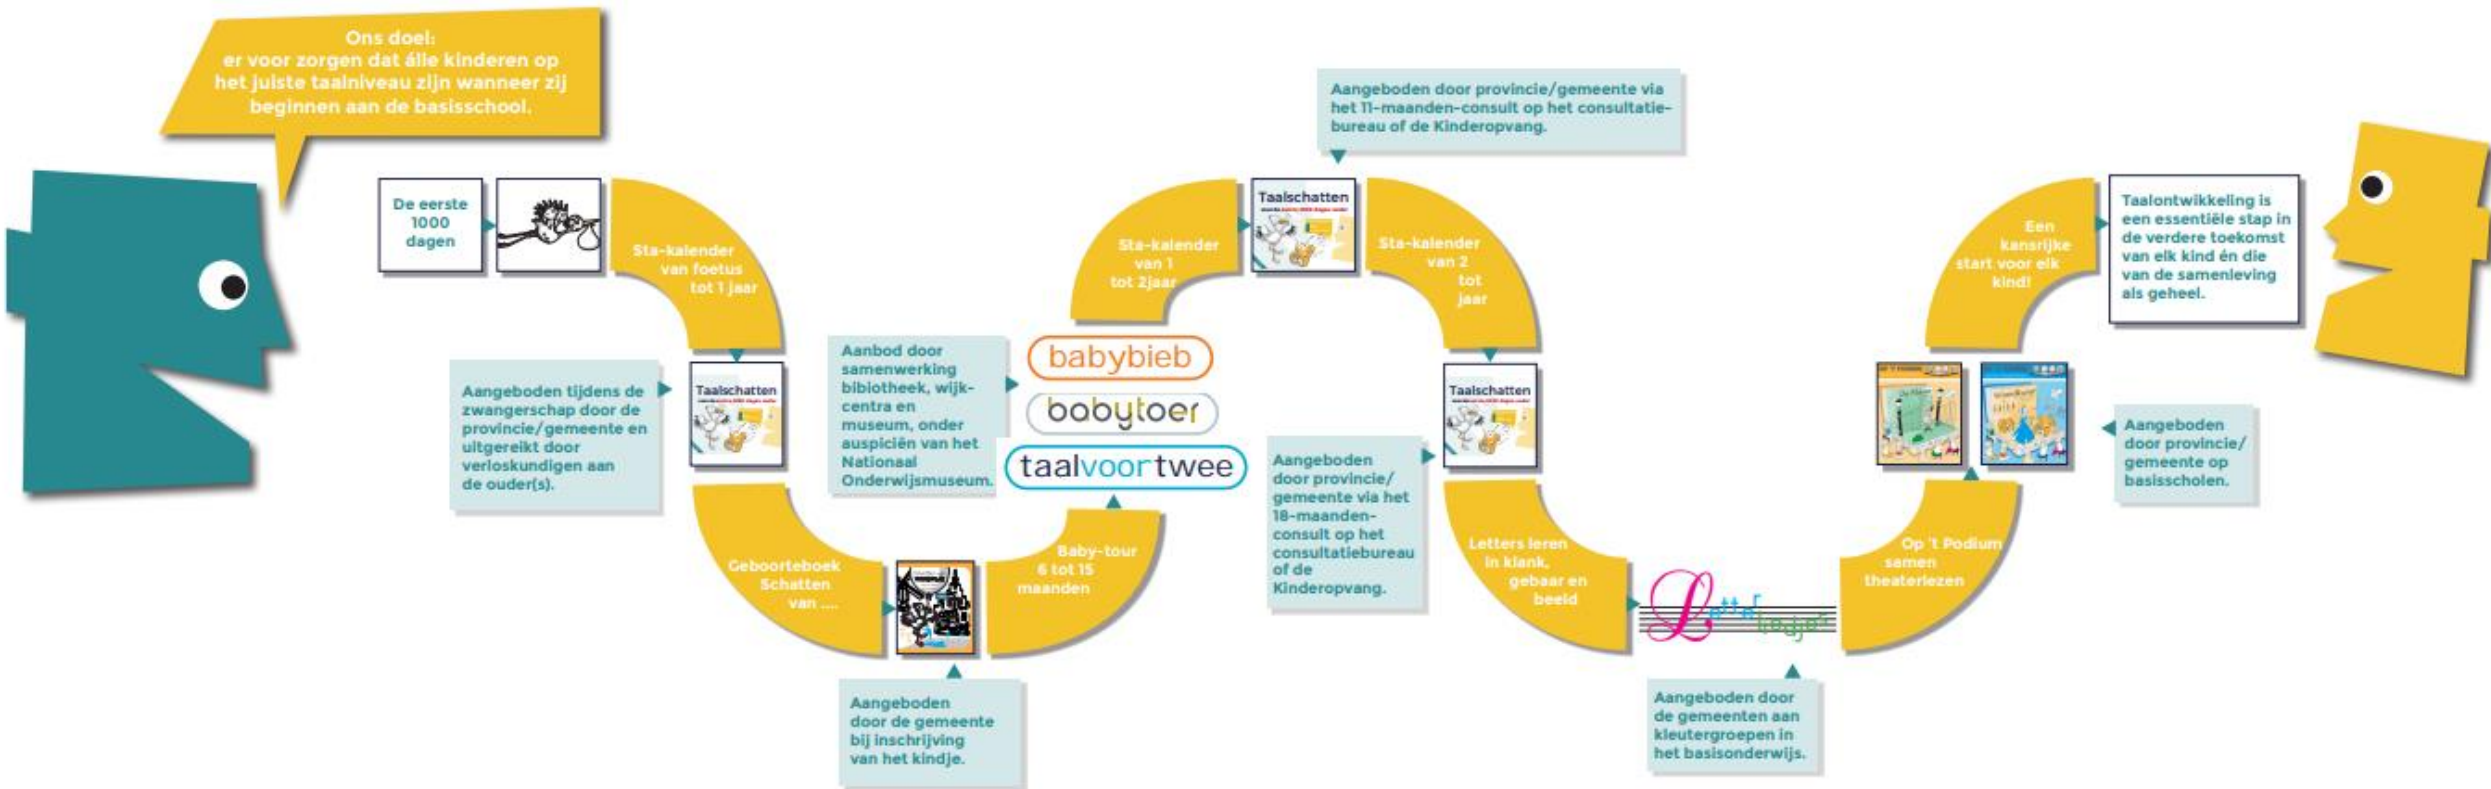 Ons doel:
er voor zorgen dat álle kinderen op
het juiste taalniveau zijn wanneer zij
beginnen aan de basisschool.
De eerste
1000
dagen
Sta-kalender
van foetus
tot 1 jaar
Aangeboden tijdens de
zwangerschap door de
provincie/gemeente en
uitgereikt door
verloskundigen aan
de ouder(s).
Taalschatten
Geboorteboek
Schatten
van ....
Aangeboden
door de gemeente
bij inschrijving
van het kindje.
Baby-tour
6 tot 15
maanden
Aanbod door
samenwerking
bibliotheek, wijk-
centra en
museum, onder
auspiciën van het
Nationaal
Onderwijsmuseum.
babybieb
babytoer
taalvoortwee
Sta-kalender
van 1
tot 2jaar
Taalschatten
Aangeboden door provincie/gemeente via
het 11-maanden-consult op het consultatie-
bureau of de Kinderopvang.
Sta-kalender
van 2
tot
jaar
Taalschatten
Aangeboden
door provincie/
gemeente via het
18-maanden-
consult op het
consultatiebureau
of de
Kinderopvang.
Letters leren
in klank,
gebaar en
beeld
Letterliedjes
Aangeboden door
de gemeenten aan
kleutergroepen in
het basisonderwijs.
Op 't Podium
samen
theaterlezen
Aangeboden
door provincie/
gemeente op
basisscholen.
Een
kansrijke
start voor elk
kind!
Taalontwikkeling is
een essentiële stap in
de verdere toekomst
van elk kind én die
van de samenleving
als geheel.